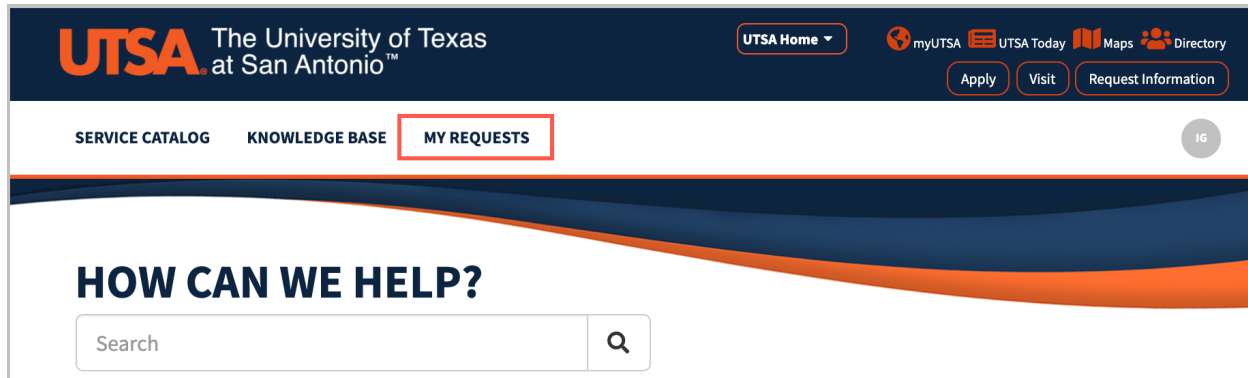 UTSA® The University of Texas
at San Antonio™
UTSA Home
myUTSA UTSA Today Maps Directory
Apply Visit Request Information
SERVICE CATALOG KNOWLEDGE BASE MY REQUESTS
IG
HOW CAN WE HELP?
Search